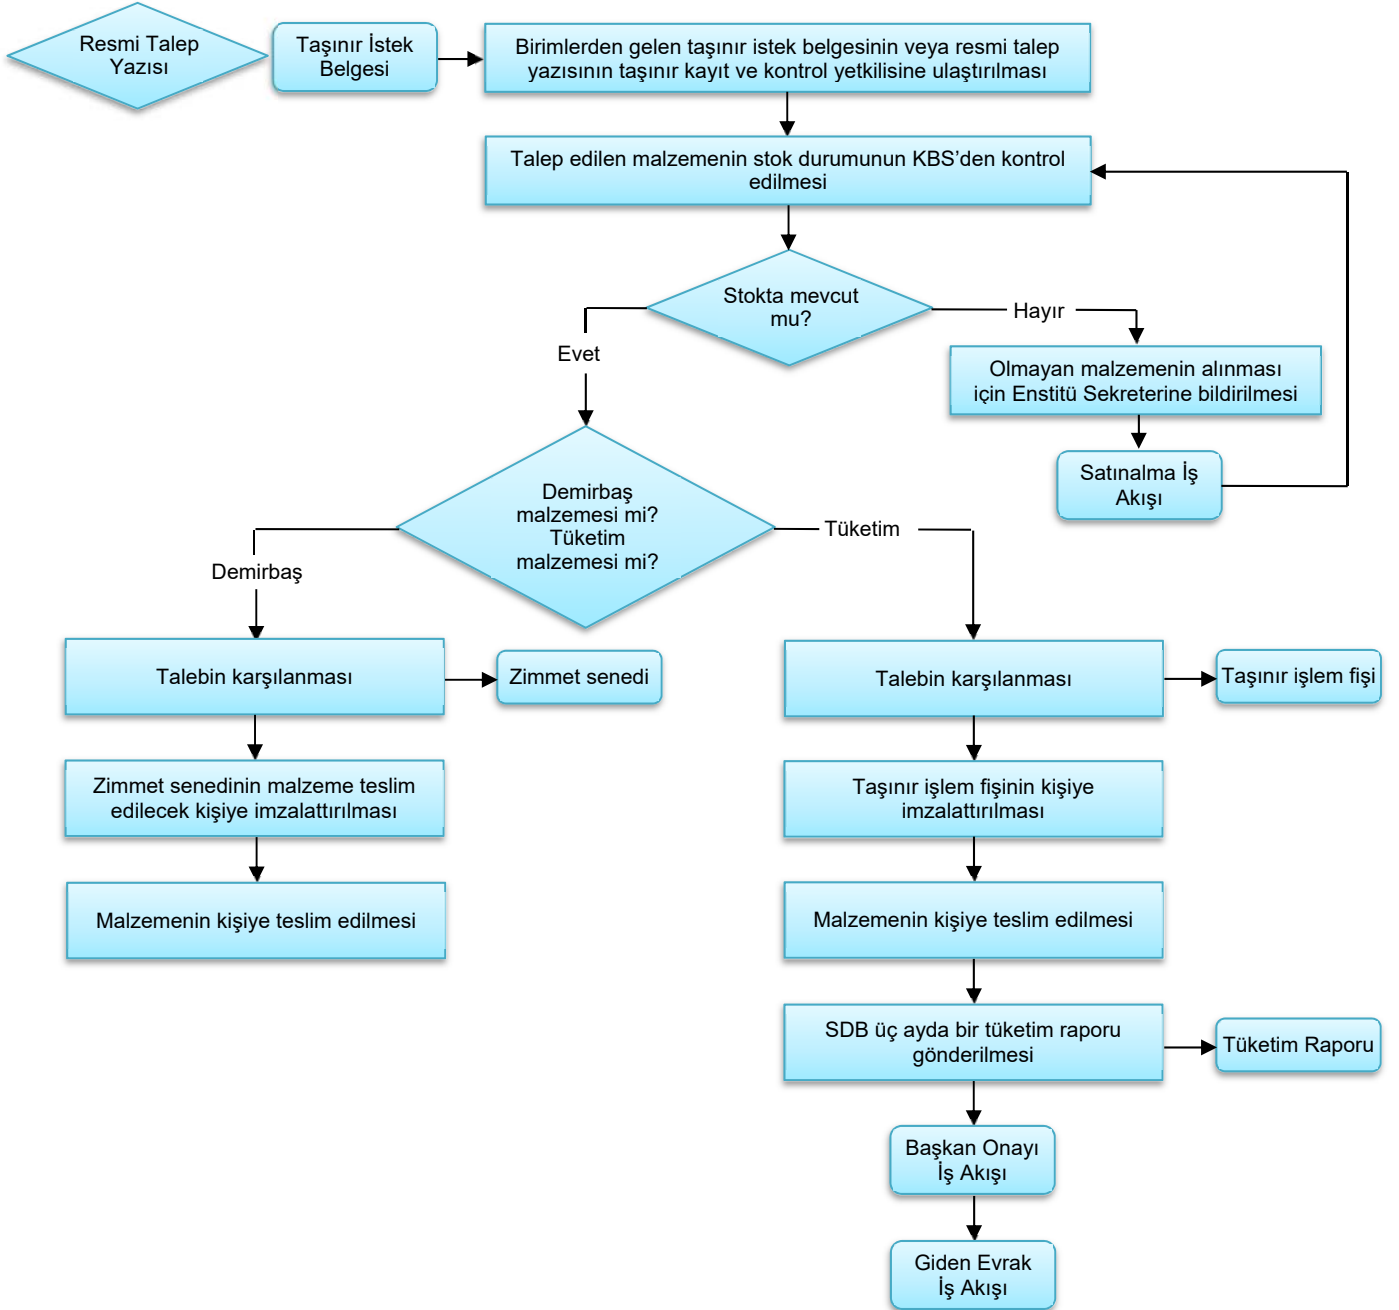 Resmi Talep
Yazısı
Taşınır İstek
Belgesi
Birimlerden gelen taşınır istek belgesinin veya resmi talep
yazısının taşınır kayıt ve kontrol yetkilisine ulaştırılması
Talep edilen malzemenin stok durumunun KBS’den kontrol
edilmesi
Stokta mevcut
mu?
Hayır
Evet
Olmayan malzemenin alınması
için Enstitü Sekreterine bildirilmesi
Satınalma İş
Akışı
Demirbaş
malzemesi mi?
Tüketim
malzemesi mi?
Tüketim
Demirbaş
Talebin karşılanması
Zimmet senedi
Talebin karşılanması
Taşınır işlem fişi
Zimmet senedinin malzeme teslim
edilecek kişiye imzalattırılması
Taşınır işlem fişinin kişiye
imzalattırılması
Malzemenin kişiye teslim edilmesi
Malzemenin kişiye teslim edilmesi
SDB üç ayda bir tüketim raporu
gönderilmesi
Tüketim Raporu
Başkan Onayı
İş Akışı
Giden Evrak
İş Akışı